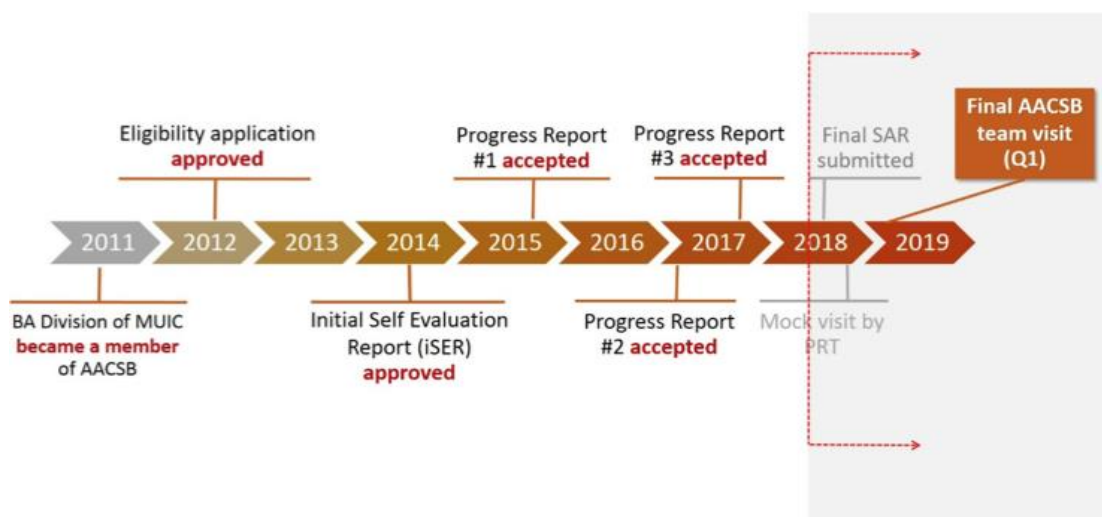 Eligibility application
approved
Progress Report
#1 accepted
Progress Report
#3 accepted
Final SAR
submitted
Final AACSB
team visit
(Q1)
2011 2012 2013 2014 2015 2016 2017 2018 2019
BA Division of MUIC
became a member
of AACSB
Initial Self Evaluation
Report (iSER)
approved
Progress Report
#2 accepted
Mock visit by
PRT